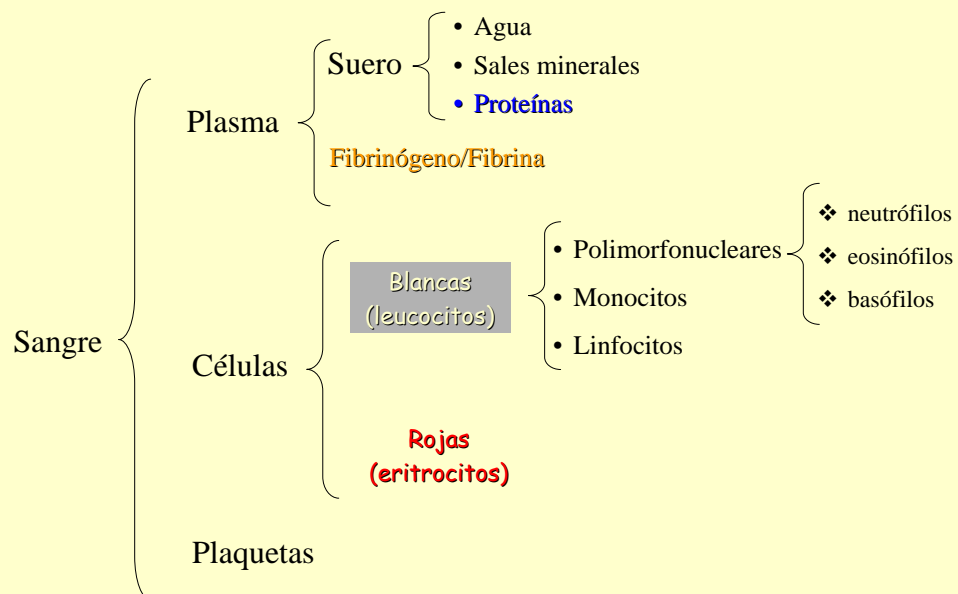 Sangre
Plasma
Suero
• Agua
• Sales minerales
• Proteínas
Fibrinógeno/Fibrina
Células
Blancas
(leucocitos)
• Polimorfonucleares
❖ neutrófilos
❖ eosinófilos
❖ basófilos
• Monocitos
• Linfocitos
Rojas
(eritrocitos)
Plaquetas